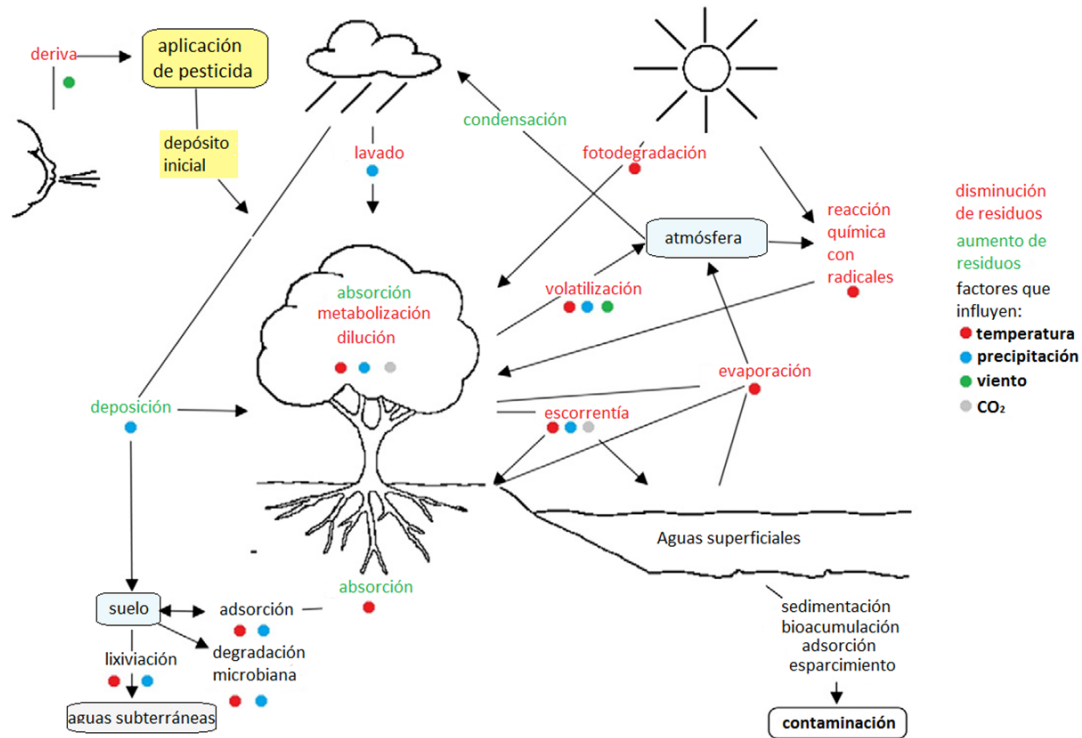 deriva
aplicación
de pesticida
depósito
inicial
lavado
condensación
fotodegradación
atmósfera
reacción
química
con
radicales
disminución
de residuos
aumento de
residuos
factores que
influyen:
temperatura
precipitación
viento
CO₂
absorción
metabolización
dilución
volatilización
evaporación
escorrentía
deposición
Aguas superficiales
absorción
suelo
adsorción
degradación
microbiana
lixiviación
aguas subterráneas
sedimentación
bioacumulación
adsorción
esparcimiento
contaminación